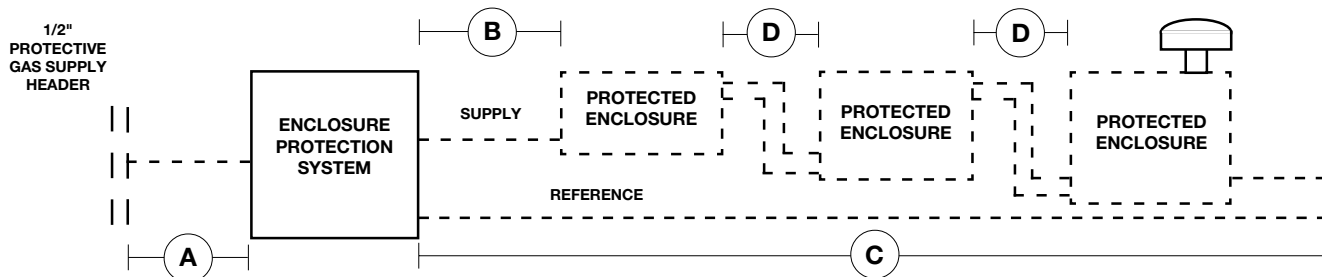 1/2"
PROTECTIVE
GAS SUPPLY
HEADER
A
ENCLOSURE
PROTECTION
SYSTEM
B
SUPPLY
REFERENCE
PROTECTED
ENCLOSURE
D
PROTECTED
ENCLOSURE
D
PROTECTED
ENCLOSURE
C